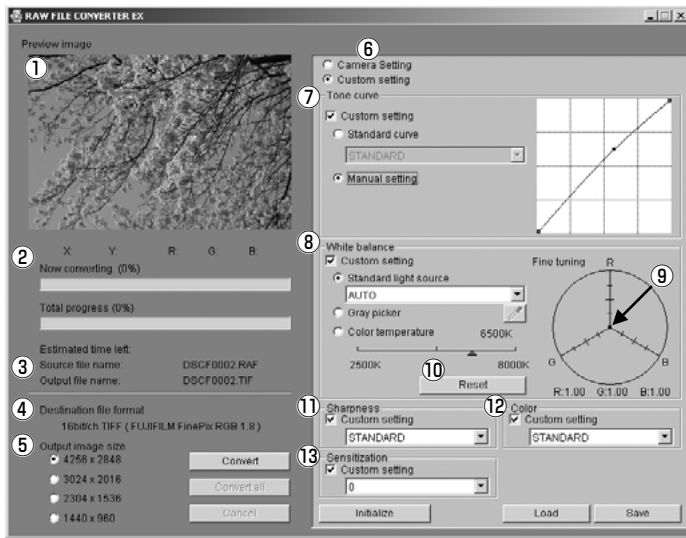 RAW FILE CONVERTER EX
Preview image
①
X: Y: R: G: B:
②
Now converting. (0%)
Total progress (0%)
Estimated time left:
③
Source file name: DSCF0002.RAF
Output file name: DSCF0002.TIF
④
Destination file format
16bit/ch TIFF ( FUJIFILM FinePix RGB 1.8 )
⑤
Output image size
4256 x 2848
3024 x 2016
2304 x 1536
1440 x 960
Convert
Convert all
Cancel
⑥
Camera Setting
Custom setting
⑦
Tone curve
Custom setting
Standard curve
STANDARD
Manual setting
⑧
White balance
Custom setting
Standard light source
AUTO
Gray picker
Color temperature 6500K
2500K 8000K
⑩
Reset
Fine tuning
R
⑨
G B
R:1.00 G:1.00 B:1.00
⑪
Sharpness
Custom setting
STANDARD
⑫
Color
Custom setting
STANDARD
⑬
Sensitization
Custom setting
0
Initialize
Load
Save